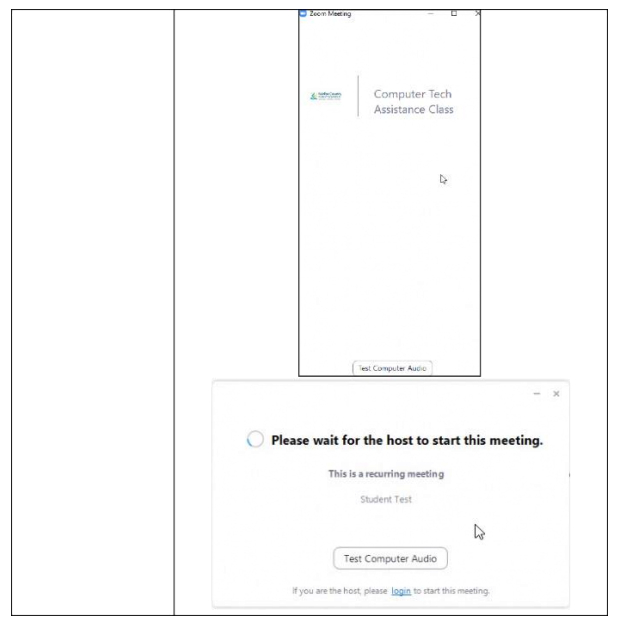 Zoom Meeting
Computer Tech
Assistance Class
Test Computer Audio
Please wait for the host to start this meeting.
This is a recurring meeting
Student Test
Test Computer Audio
If you are the host, please login to start this meeting.